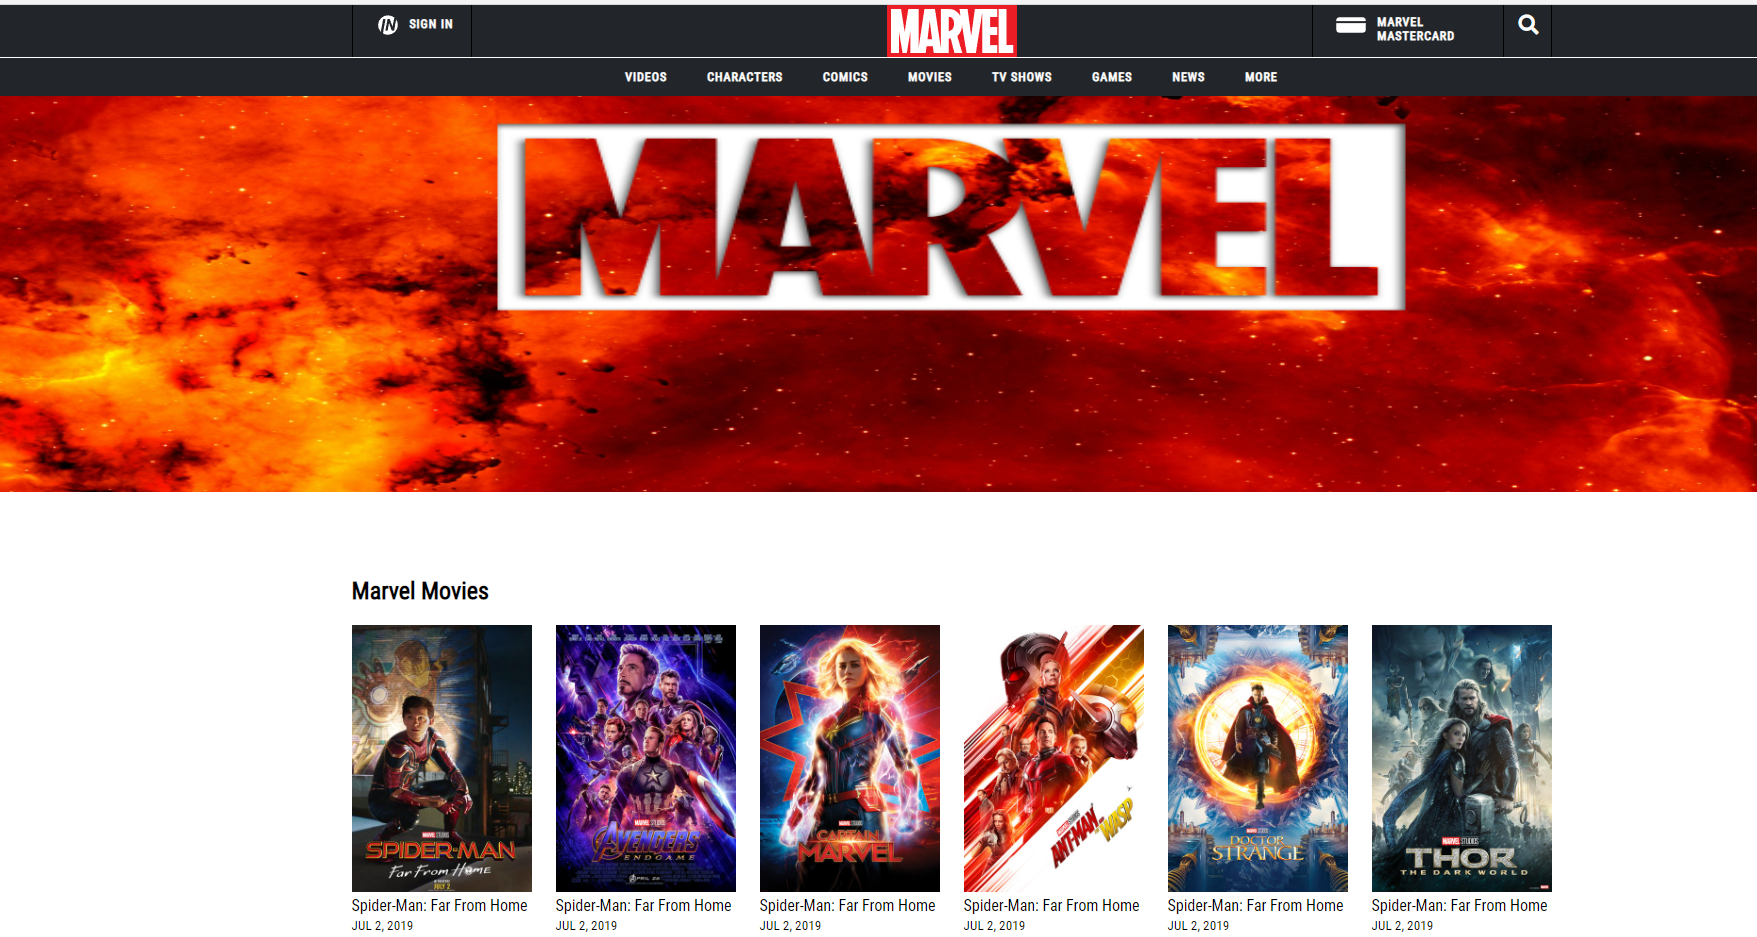 IN SIGN IN
MARVEL
MARVEL
MASTERCARD
VIDEOS CHARACTERS COMICS MOVIES TV SHOWS GAMES NEWS MORE
MARVEL
Marvel Movies
MARVEL STUDIOS
SPIDER-MAN
Far From Home
JULY 2
MARVEL STUDIOS
AVENGERS
ENDGAME
APRIL 26
MARVEL STUDIOS
CAPTAIN
MARVEL
MARVEL STUDIOS
ANT-MAN AND THE WASP
MARVEL STUDIOS
DOCTOR
STRANGE
MARVEL STUDIOS
THOR
THE DARK WORLD
Spider-Man: Far From Home Spider-Man: Far From Home Spider-Man: Far From Home Spider-Man: Far From Home Spider-Man: Far From Home Spider-Man: Far From Home
JUL 2, 2019 JUL 2, 2019 JUL 2, 2019 JUL 2, 2019 JUL 2, 2019 JUL 2, 2019